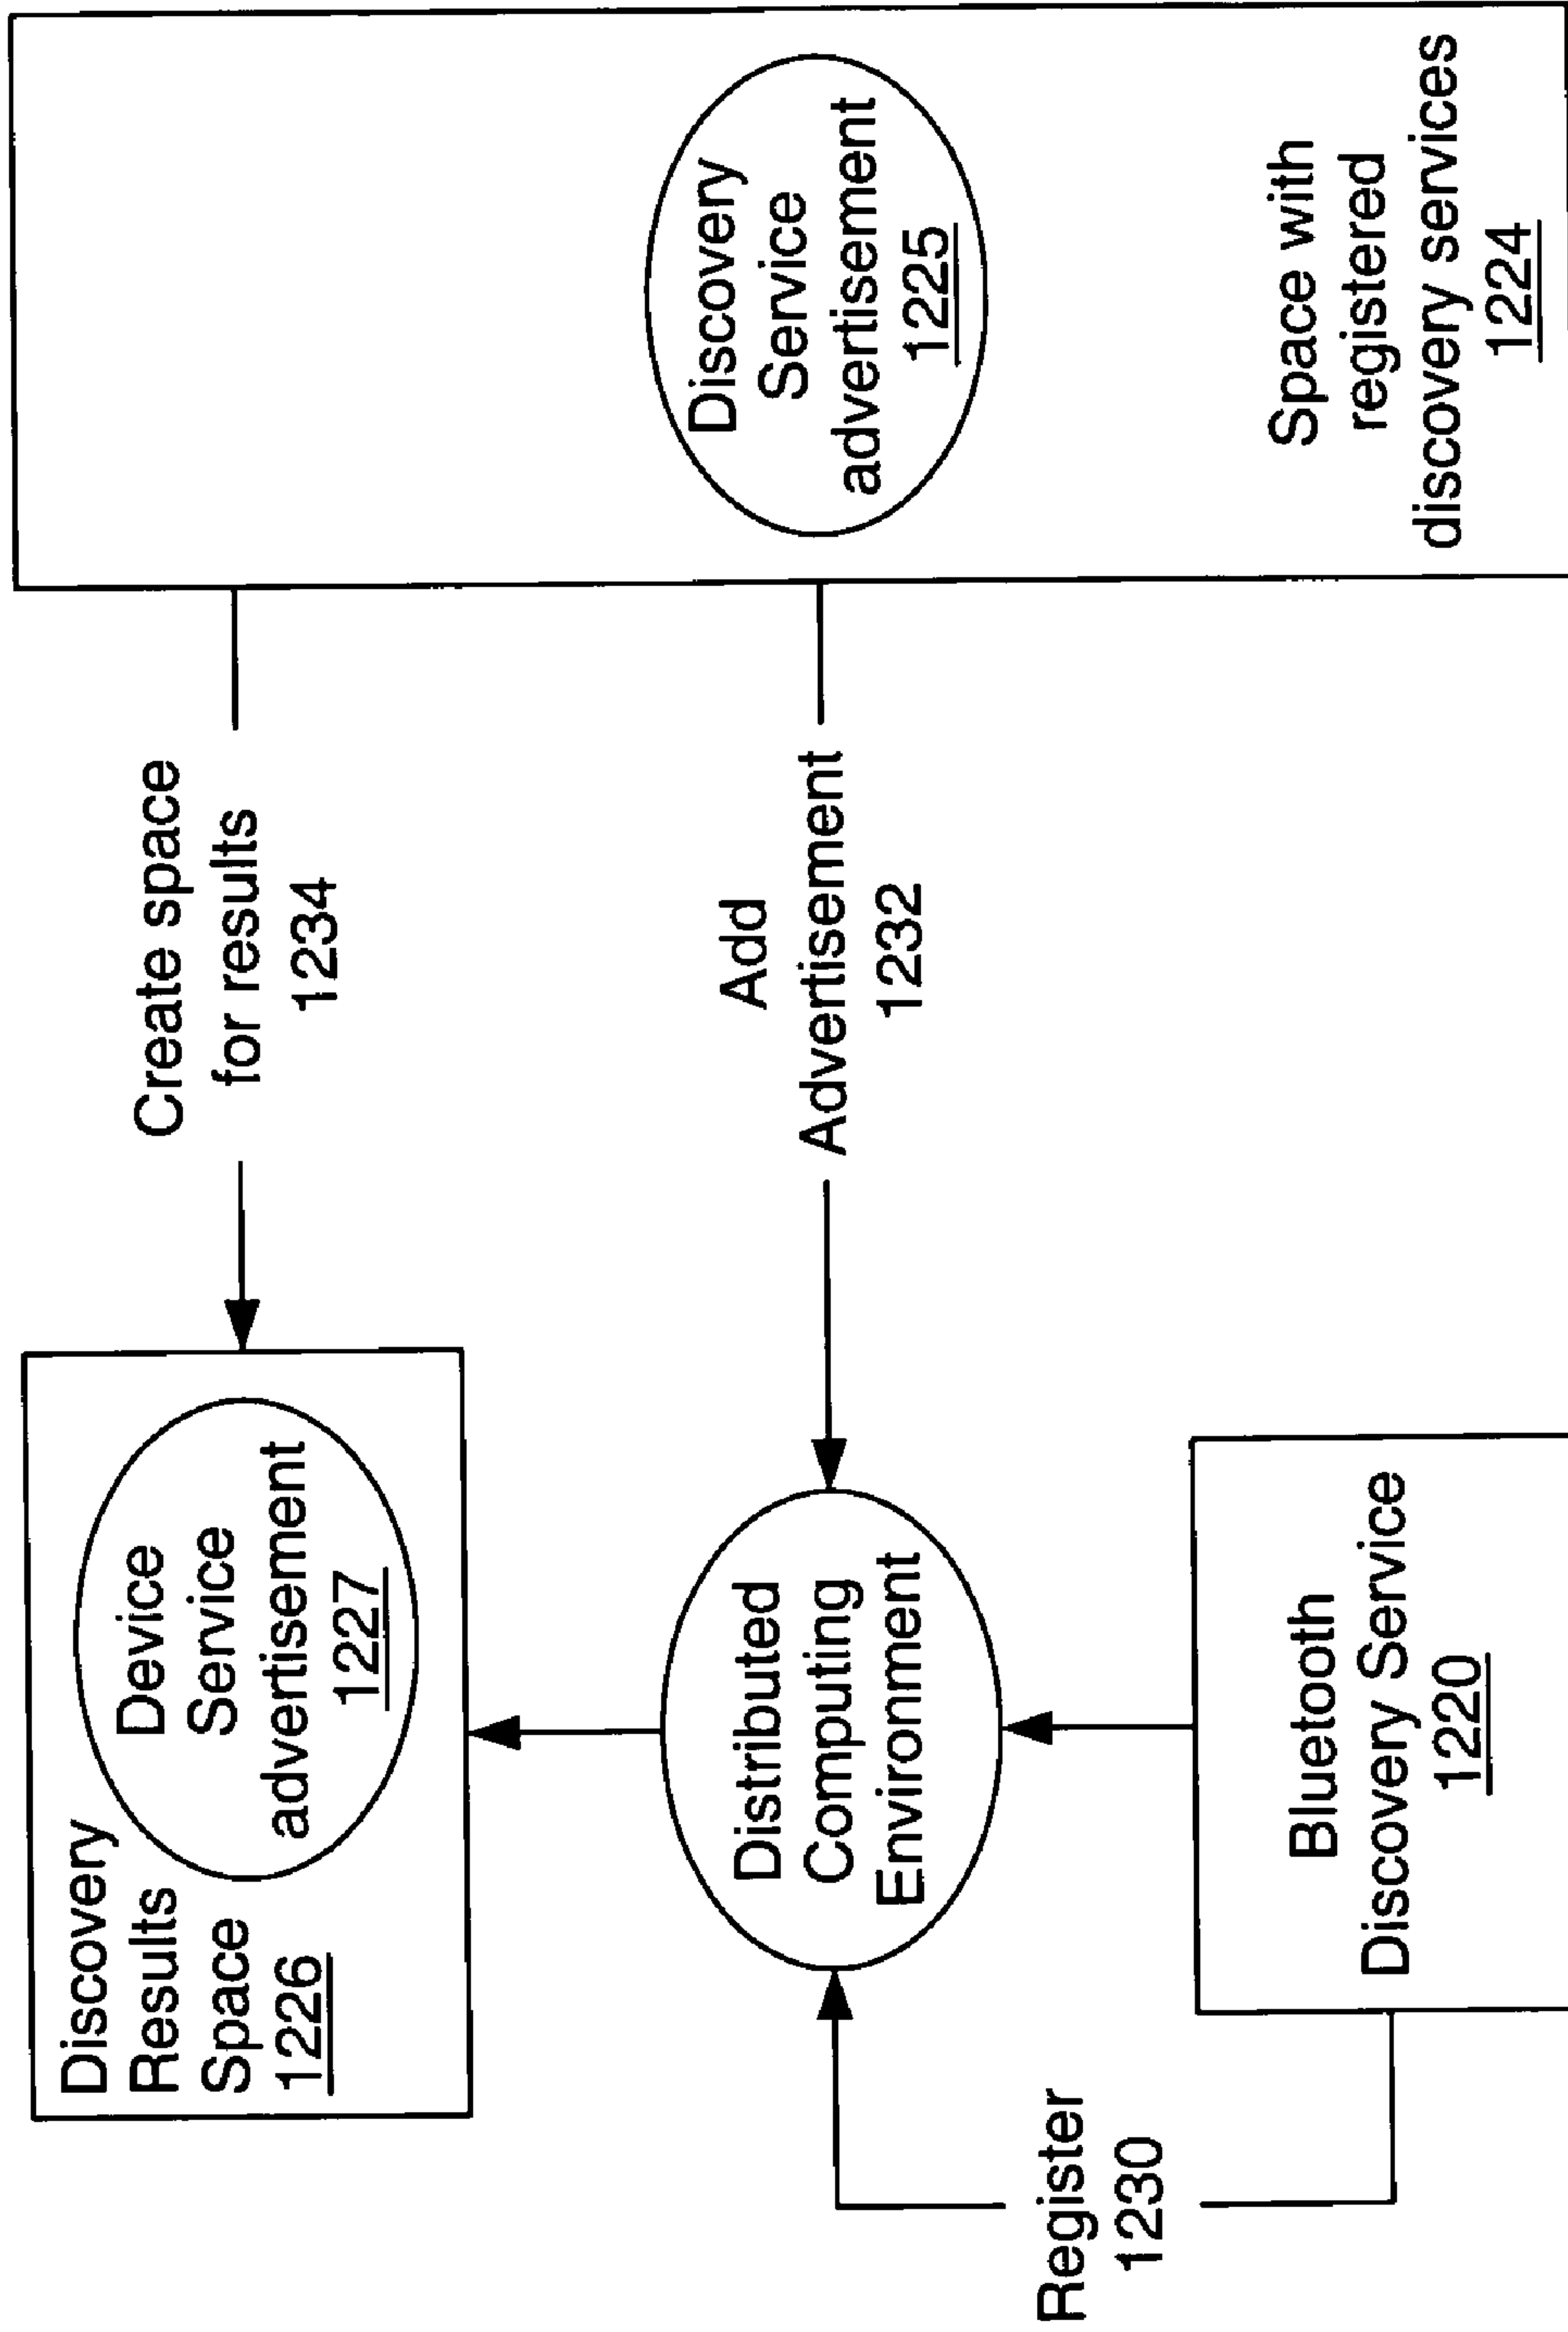 Discovery
Results
Space
1226
Device
Service
advertisement
1227
Create space
for results
1234
Distributed
Computing
Environment
Add
Advertisement
1232
Discovery
Service
advertisement
1225
Register
1230
Bluetooth
Discovery Service
1220
Space with
registered
discovery services
1224